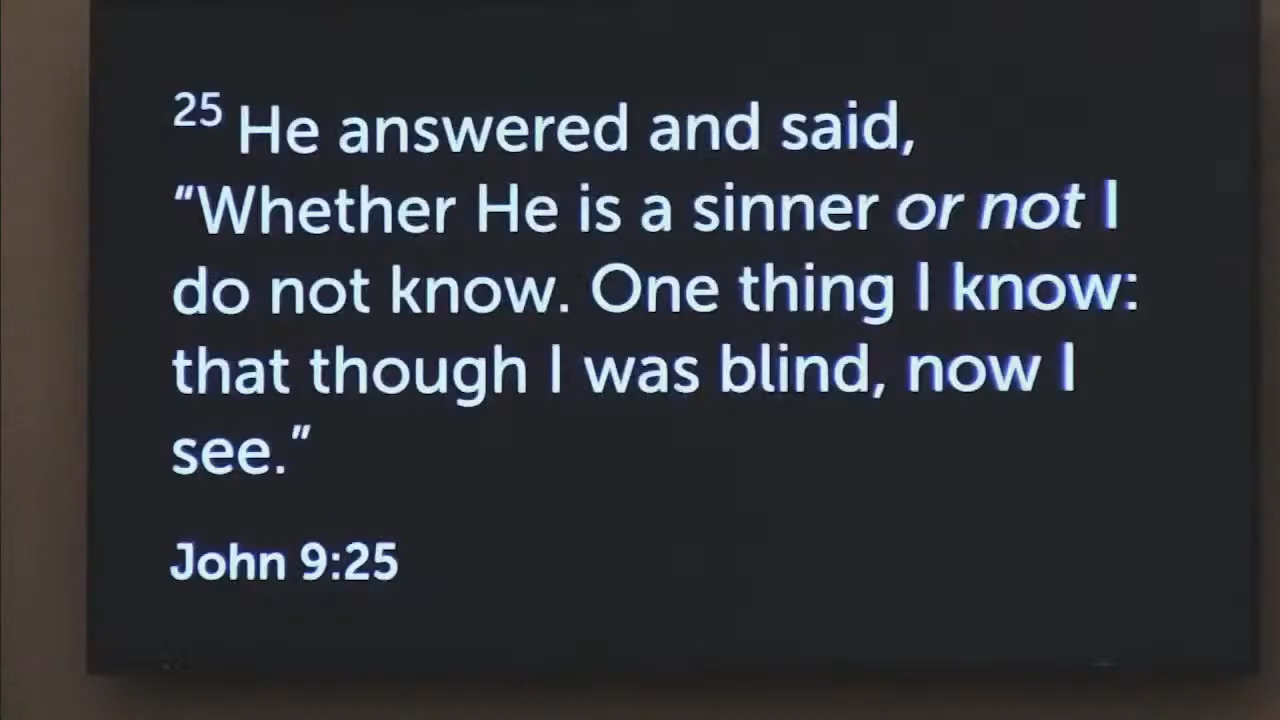 25 He answered and said,
“Whether He is a sinner or not I
do not know. One thing I know:
that though I was blind, now I
see.”
John 9:25